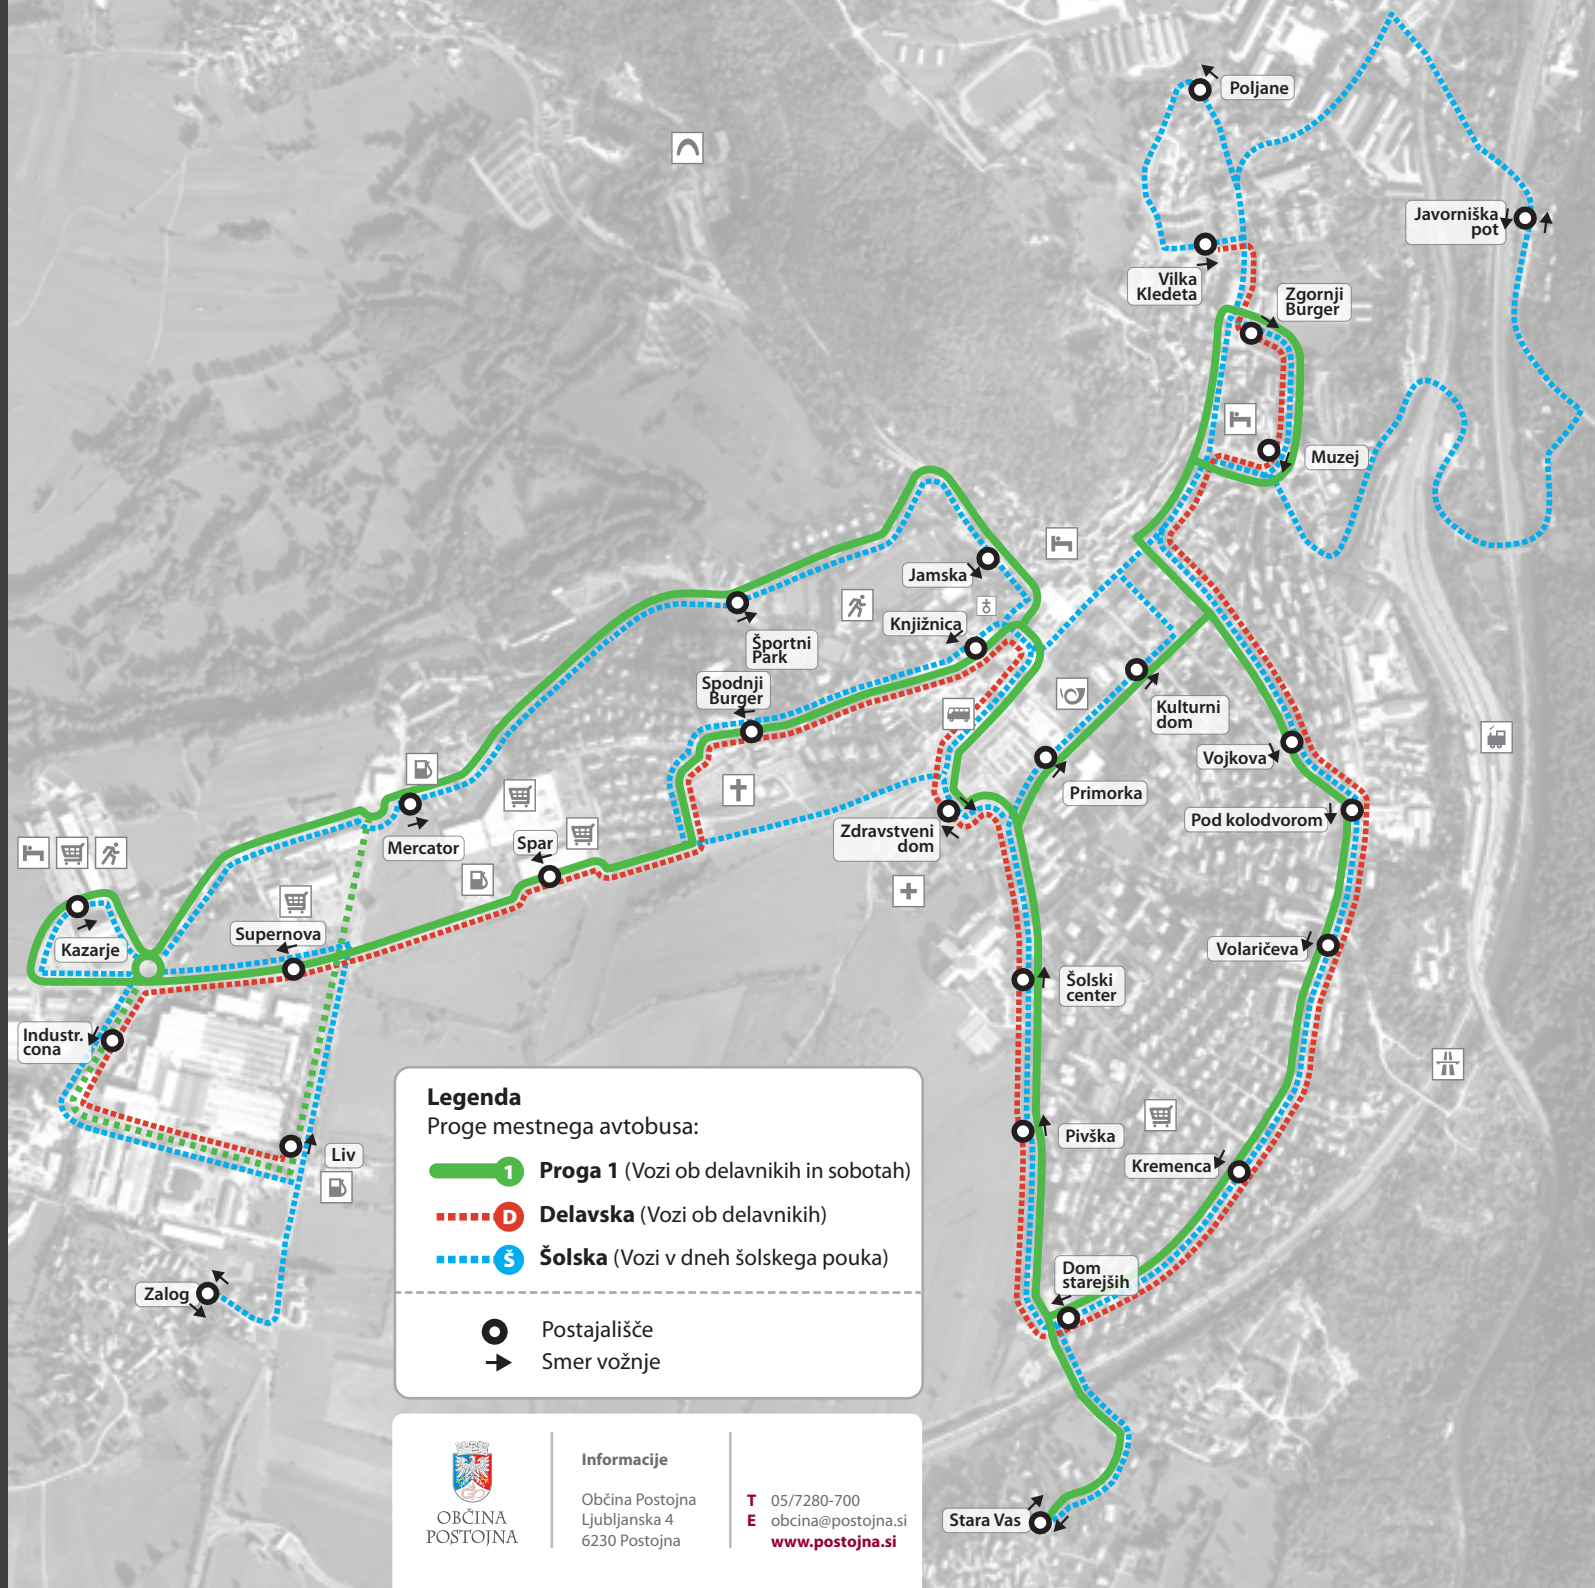 Poljane
Javorniška
pot
Vilka
Kledeta
Zgornji
Burger
Muzej
Jamska
Knjižnica
Športni
Park
Spodnji
Burger
Kulturni
dom
Vojkova
Primorka
Pod kolodvorom
Zdravstveni
dom
Mercator
Spar
Supernova
Kazarje
Volaričeva
Šolski
center
Industr.
cona
Liv
Pivška
Kremenca
Dom
starejših
Zalog
Stara Vas
Legenda
Proge mestnega avtobusa:
1 Proga 1 (Vozi ob delavnikih in sobotah)
D Delavska (Vozi ob delavnikih)
Š Šolska (Vozi v dneh šolskega pouka)
Postajališče
Smer vožnje
OBČINA
POSTOJNA
Informacije
Občina Postojna
Ljubljanska 4
6230 Postojna
T 05/7280-700
E obcina@postojna.si
www.postojna.si